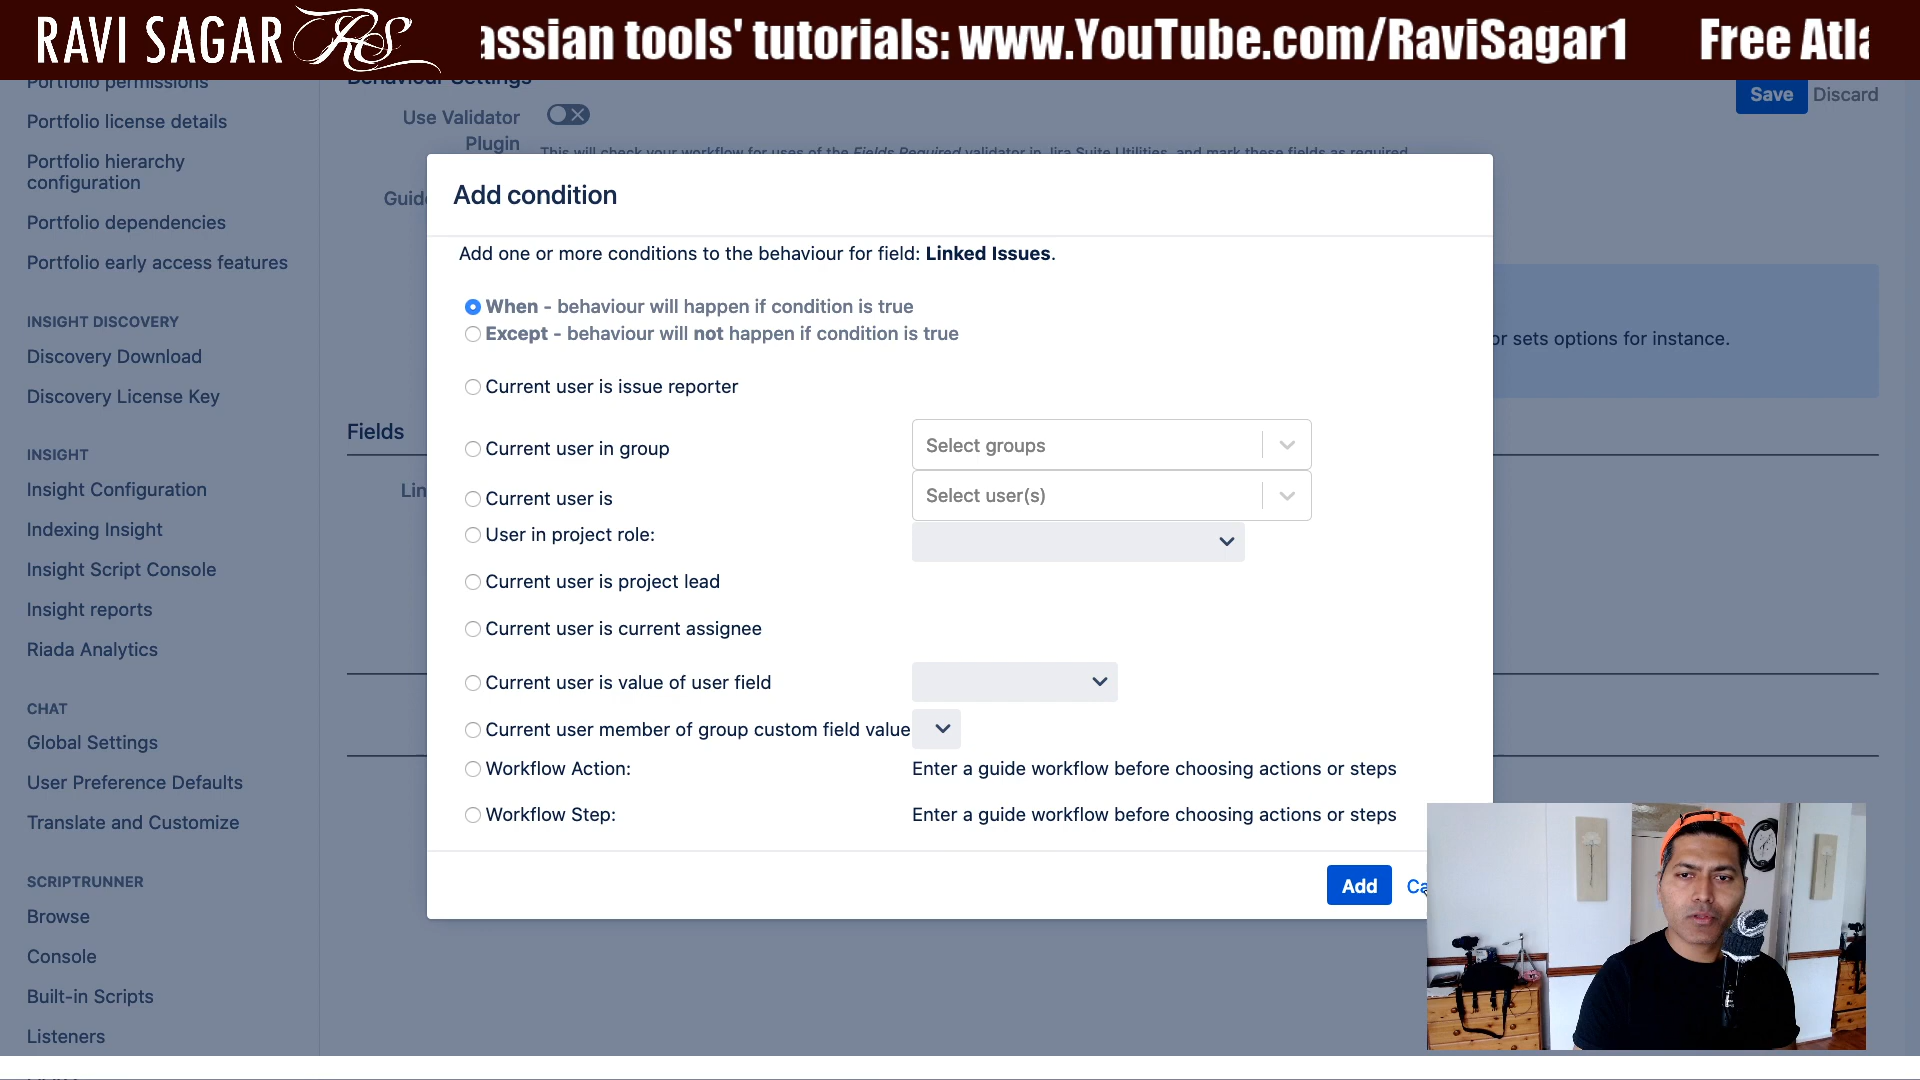 RAVI SAGAR RS
assian tools' tutorials: www.YouTube.com/RaviSagar1 Free Atla
Portfolio permissions
Portfolio license details
Portfolio hierarchy
configuration
Portfolio dependencies
Portfolio early access features
INSIGHT DISCOVERY
Discovery Download
Discovery License Key
INSIGHT
Insight Configuration
Indexing Insight
Insight Script Console
Insight reports
Riada Analytics
CHAT
Global Settings
User Preference Defaults
Translate and Customize
SCRIPTRUNNER
Browse
Console
Built-in Scripts
Listeners
Behaviour Settings
Save Discard
Use Validator
Plugin
This will check your workflow for uses of the Fields Required validator in Jira Suite Utilities, and mark these fields as required
Guide
or sets options for instance.
Fields
Lin
Add condition
Add one or more conditions to the behaviour for field: Linked Issues.
When - behaviour will happen if condition is true
Except - behaviour will not happen if condition is true
Current user is issue reporter
Current user in group Select groups
Current user is Select user(s)
User in project role:
Current user is project lead
Current user is current assignee
Current user is value of user field
Current user member of group custom field value
Workflow Action: Enter a guide workflow before choosing actions or steps
Workflow Step: Enter a guide workflow before choosing actions or steps
Add Ca